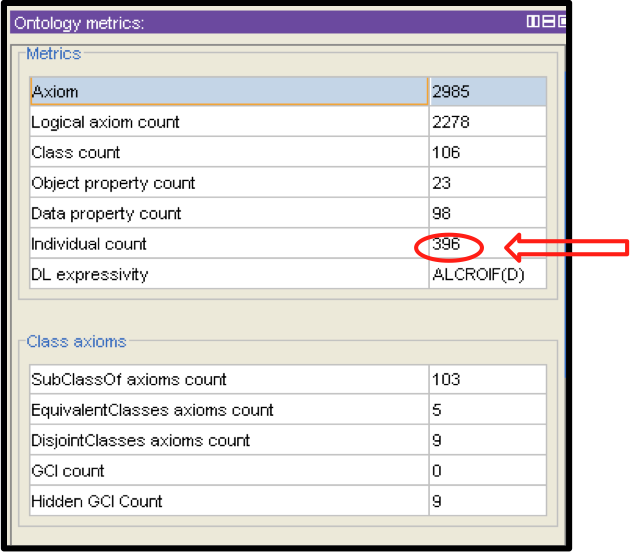 Ontology metrics:
Metrics
Axiom 2985
Logical axiom count 2278
Class count 106
Object property count 23
Data property count 98
Individual count 396
DL expressivity ALCROIF(D)
Class axioms
SubClassOf axioms count 103
EquivalentClasses axioms count 5
DisjointClasses axioms count 9
GCI count 0
Hidden GCI Count 9